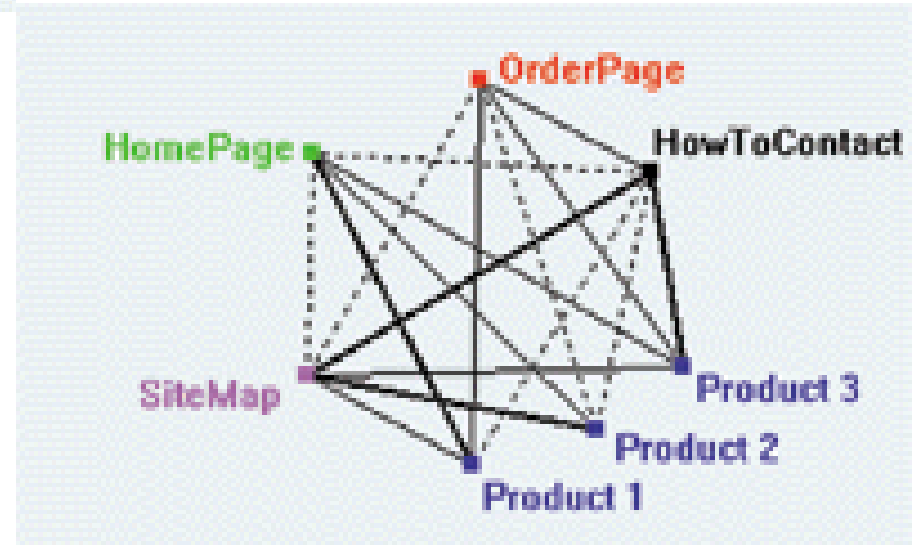 OrderPage
HomePage
HowToContact
SiteMap
Product 3
Product 2
Product 1